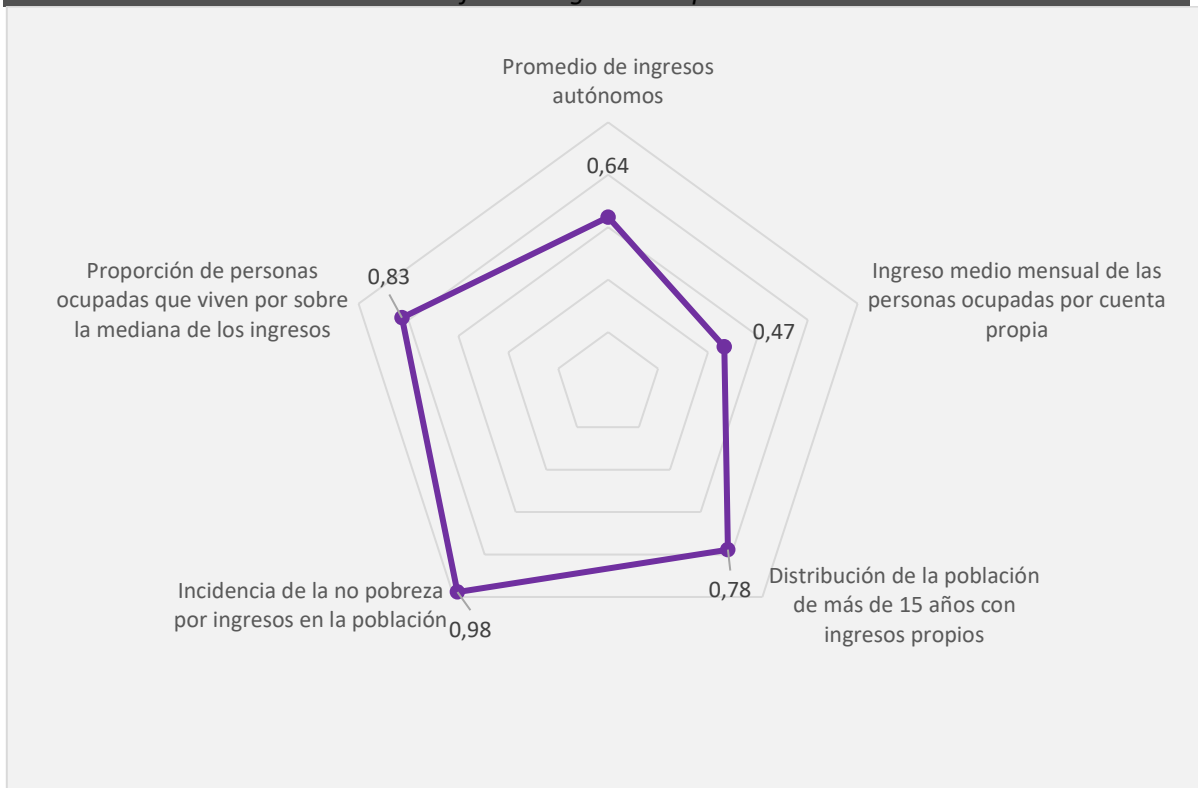 Promedio de ingresos
autónomos
0,64
0,83
Proporción de personas
ocupadas que viven por sobre
la mediana de los ingresos
Ingreso medio mensual de las
personas ocupadas por cuenta
propia
0,47
Incidencia de la no pobreza
por ingresos en la población
0,98
0,78
Distribución de la población
de más de 15 años con
ingresos propios